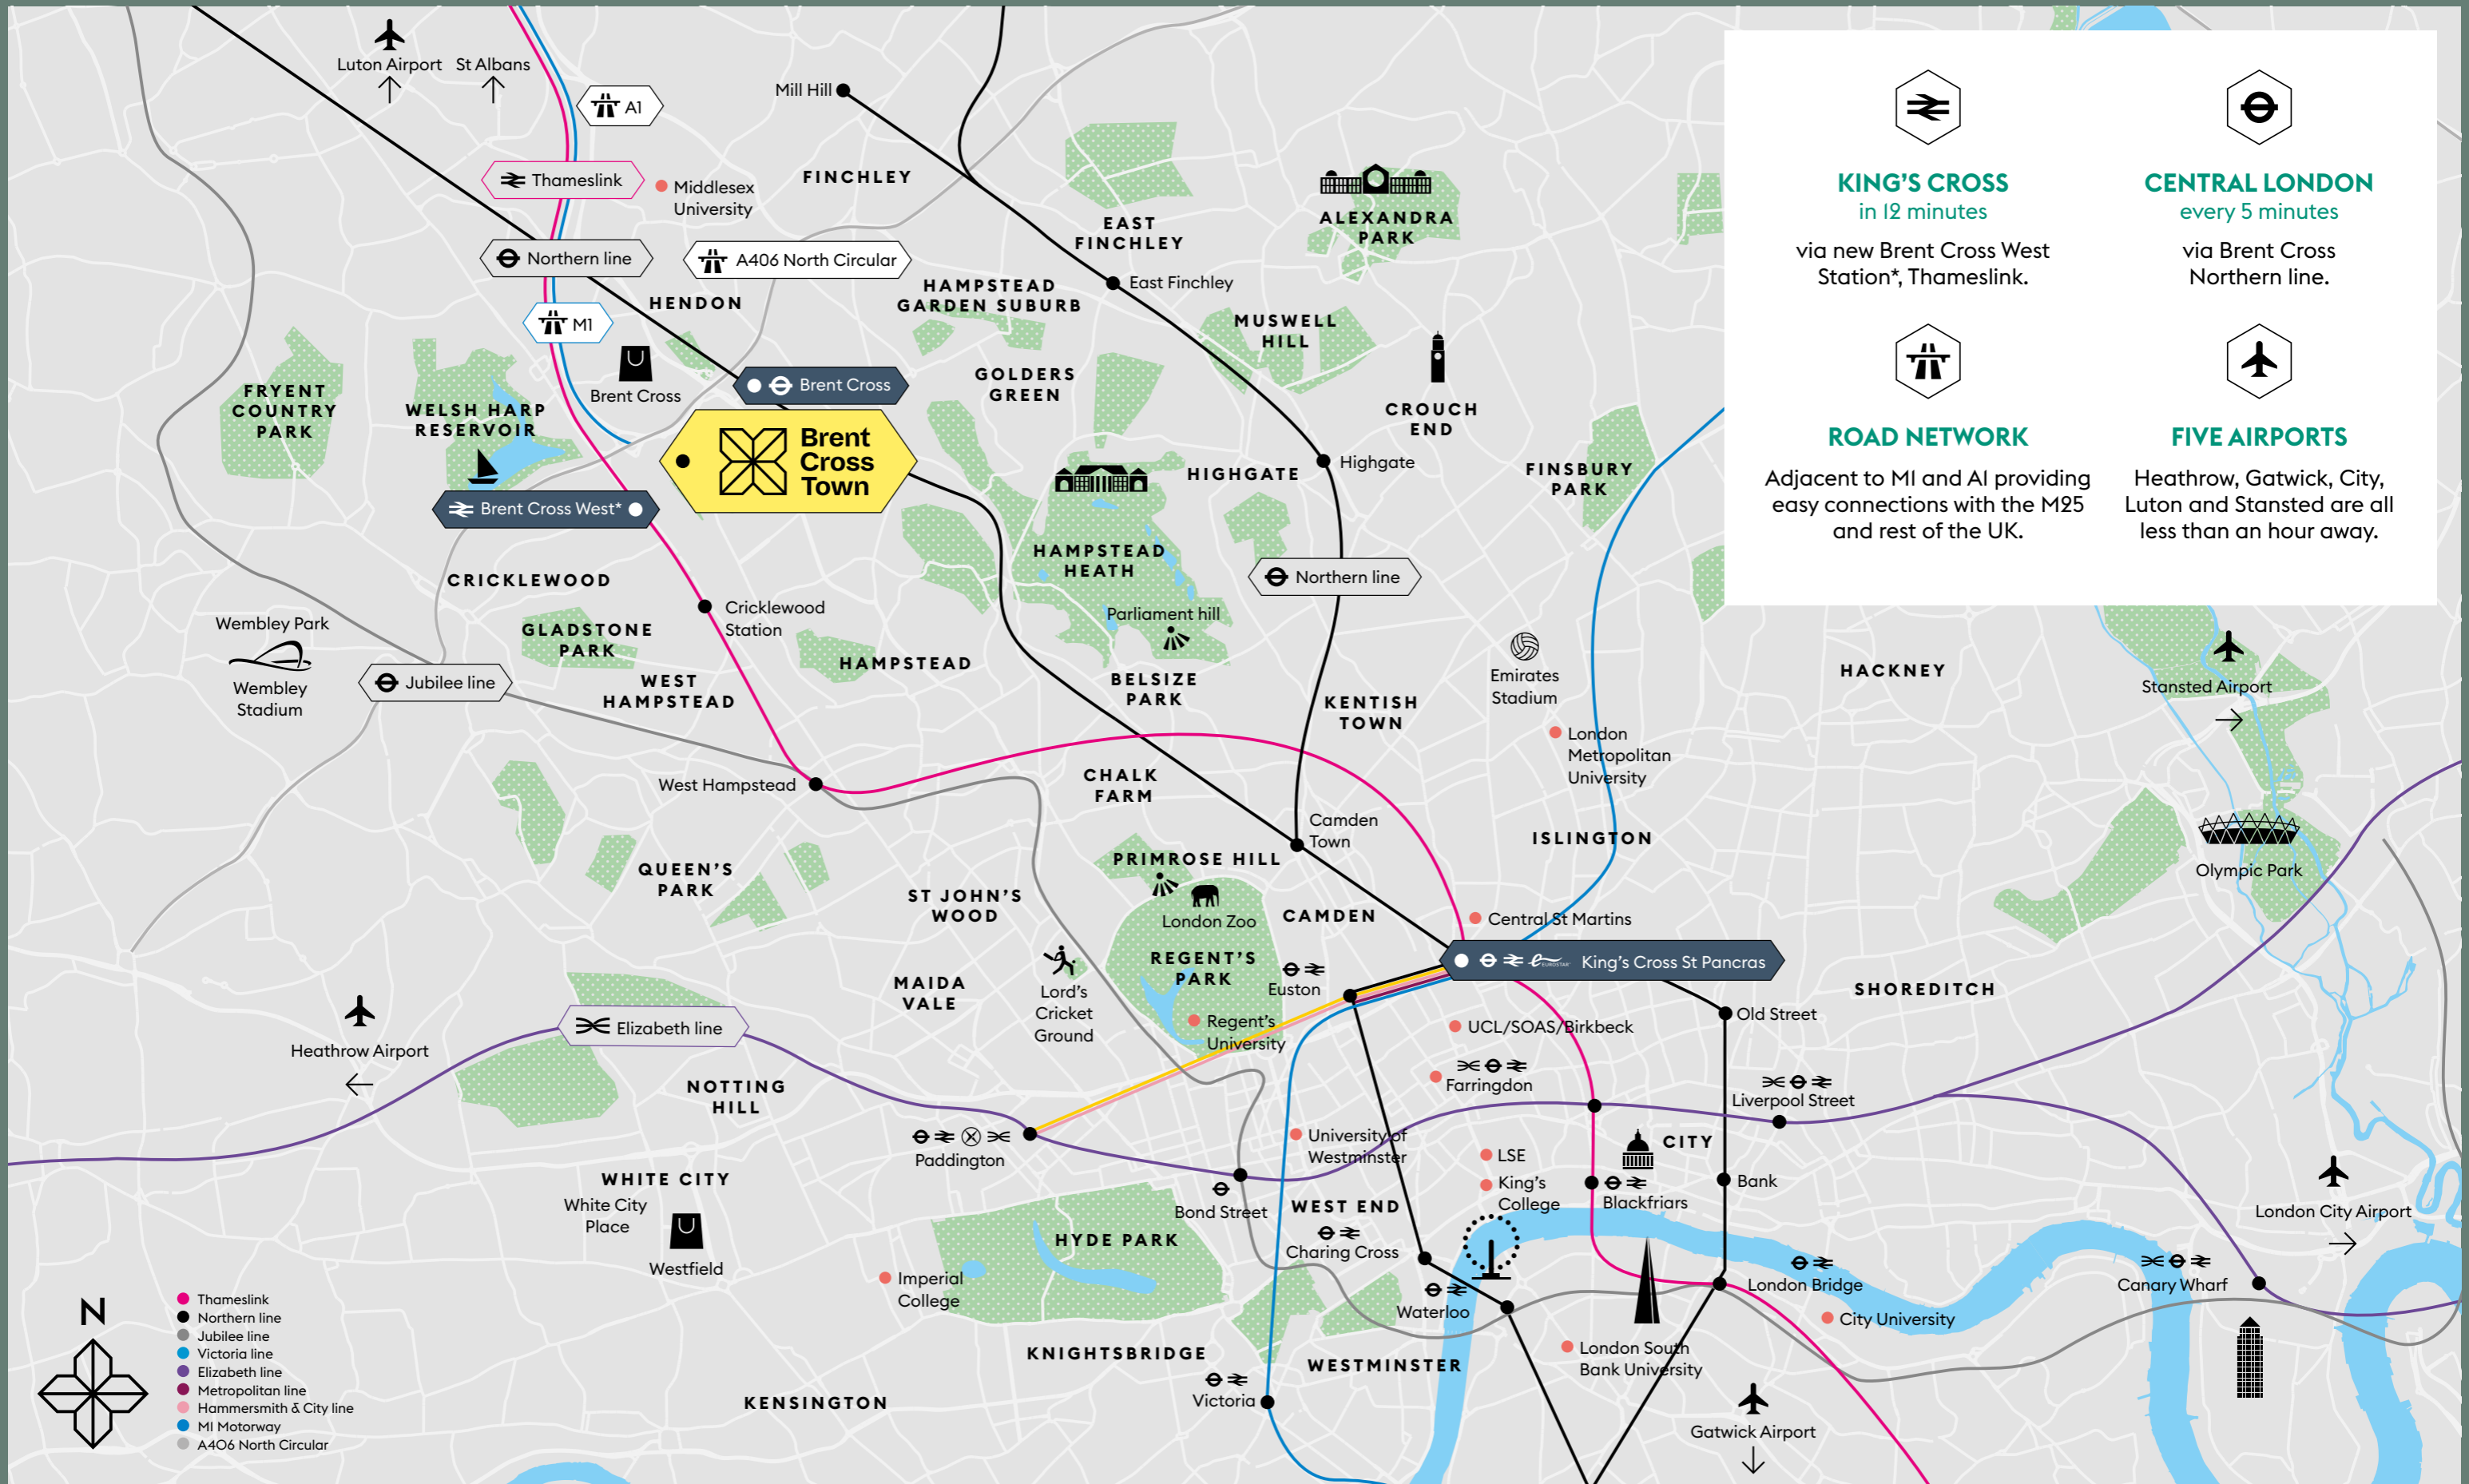 Luton Airport
St Albans
A1
Thameslink
Middlesex
University
Northern line
A406 North Circular
M1
HENDON
Mill Hill
FINCHLEY
EAST
FINCHLEY
East Finchley
ALEXANDRA
PARK
HAMPSTEAD
GARDEN SUBURB
MUSWELL
HILL
KING'S CROSS
in 12 minutes
via new Brent Cross West
Station*, Thameslink.
CENTRAL LONDON
every 5 minutes
via Brent Cross
Northern line.
ROAD NETWORK
Adjacent to M1 and A1 providing
easy connections with the M25
and rest of the UK.
FIVE AIRPORTS
Heathrow, Gatwick, City,
Luton and Stansted are all
less than an hour away.
FRYENT
COUNTRY
PARK
WELSH HARP
RESERVOIR
Brent Cross
Brent Cross
Brent
Cross
Town
Brent Cross West*
GOLDERS
GREEN
CROUCH
END
HIGHGATE
Highgate
FINSBURY
PARK
HAMPSTEAD
HEATH
Parliament hill
Northern line
CRICKLEWOOD
Cricklewood
Station
GLADSTONE
PARK
Wembley Park
Wembley
Stadium
Jubilee line
WEST
HAMPSTEAD
HAMPSTEAD
BELSIZE
PARK
KENTISH
TOWN
Emirates
Stadium
London
Metropolitan
University
HACKNEY
Stansted Airport
West Hampstead
CHALK
FARM
Camden
Town
ISLINGTON
Olympic Park
QUEEN'S
PARK
PRIMROSE HILL
London Zoo
ST JOHN'S
WOOD
CAMDEN
Central St Martins
REGENT'S
PARK
Euston
EUROSTAR
King's Cross St Pancras
MAIDA
VALE
Lord's
Cricket
Ground
Regent's
University
SHOREDITCH
Old Street
UCL/SOAS/Birkbeck
Farringdon
Liverpool Street
Heathrow Airport
Elizabeth line
NOTTING
HILL
Paddington
University of
Westminster
LSE
King's
College
CITY
Bank
Blackfriars
WHITE CITY
White City
Place
Westfield
Bond Street
WEST END
Charing Cross
HYDE PARK
Imperial
College
Waterloo
London Bridge
City University
Canary Wharf
London City Airport
KNIGHTSBRIDGE
WESTMINSTER
London South
Bank University
KENSINGTON
Victoria
Gatwick Airport
N
Thameslink
Northern line
Jubilee line
Victoria line
Elizabeth line
Metropolitan line
Hammersmith & City line
M1 Motorway
A406 North Circular